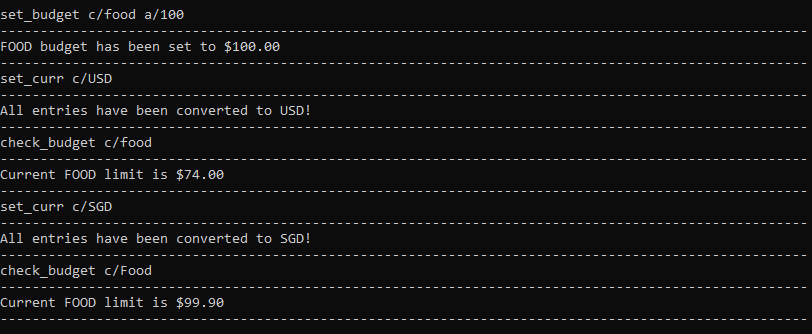 set_budget c/food a/100
-----------------------------------------------------------------------------------------------------
FOOD budget has been set to $100.00
-----------------------------------------------------------------------------------------------------
set_curr c/USD
-----------------------------------------------------------------------------------------------------
All entries have been converted to USD!
-----------------------------------------------------------------------------------------------------
check_budget c/food
-----------------------------------------------------------------------------------------------------
Current FOOD limit is $74.00
-----------------------------------------------------------------------------------------------------
set_curr c/SGD
-----------------------------------------------------------------------------------------------------
All entries have been converted to SGD!
-----------------------------------------------------------------------------------------------------
check_budget c/Food
-----------------------------------------------------------------------------------------------------
Current FOOD limit is $99.90
-----------------------------------------------------------------------------------------------------